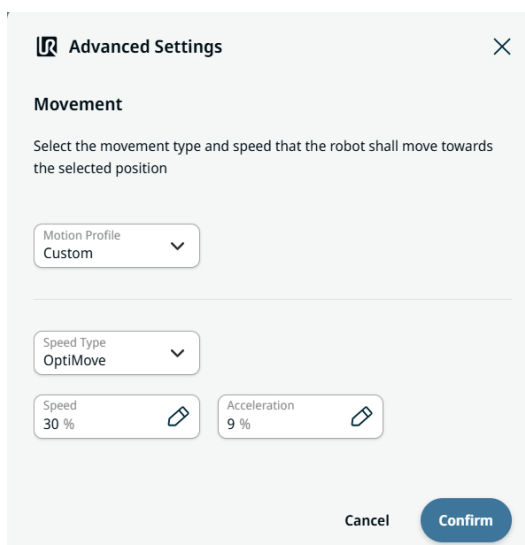 UR Advanced Settings
Movement
Select the movement type and speed that the robot shall move towards
the selected position
Motion Profile
Custom
Speed Type
OptiMove
Speed
30 %
Acceleration
9 %
Cancel
Confirm